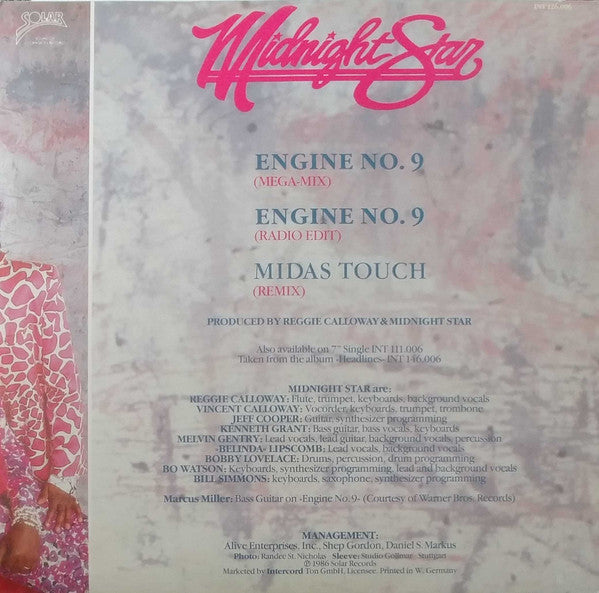 SOLAR
INT 126.006
Midnight Star
ENGINE NO. 9
(MEGA-MIX)
ENGINE NO. 9
(RADIO EDIT)
MIDAS TOUCH
(REMIX)
PRODUCED BY REGGIE CALLOWAY & MIDNIGHT STAR
Also available on 7" Single INT 111.006
Taken from the album ›Headlines‹ INT 146.006
MIDNIGHT STAR are:
REGGIE CALLOWAY: Flute, trumpet, keyboards, background vocals
VINCENT CALLOWAY: Vocorder, keyboards, trumpet, trombone
JEFF COOPER: Guitar, synthesizer programming
KENNETH GRANT: Bass guitar, bass vocals, keyboards
MELVIN GENTRY: Lead vocals, lead guitar, background vocals, percussion
›BELINDA‹ LIPSCOMB: Lead vocals, background vocals
BOBBY LOVELACE: Drums, percussion, drum programming
BO WATSON: Keyboards, synthesizer programming, lead and background vocals
BILL SIMMONS: keyboards, saxophone, synthesizer programming
Marcus Miller: Bass Guitar on ›Engine No. 9‹ (Courtesy of Warner Bros. Records)
MANAGEMENT:
Alive Enterprises, Inc., Shep Gordon, Daniel S. Markus
Photo: Randee St. Nicholas Sleeve: Studio Gollmar, Stuttgart
℗ 1986 Solar Records
Marketed by Intercord Ton GmbH, Licensee. Printed in W. Germany